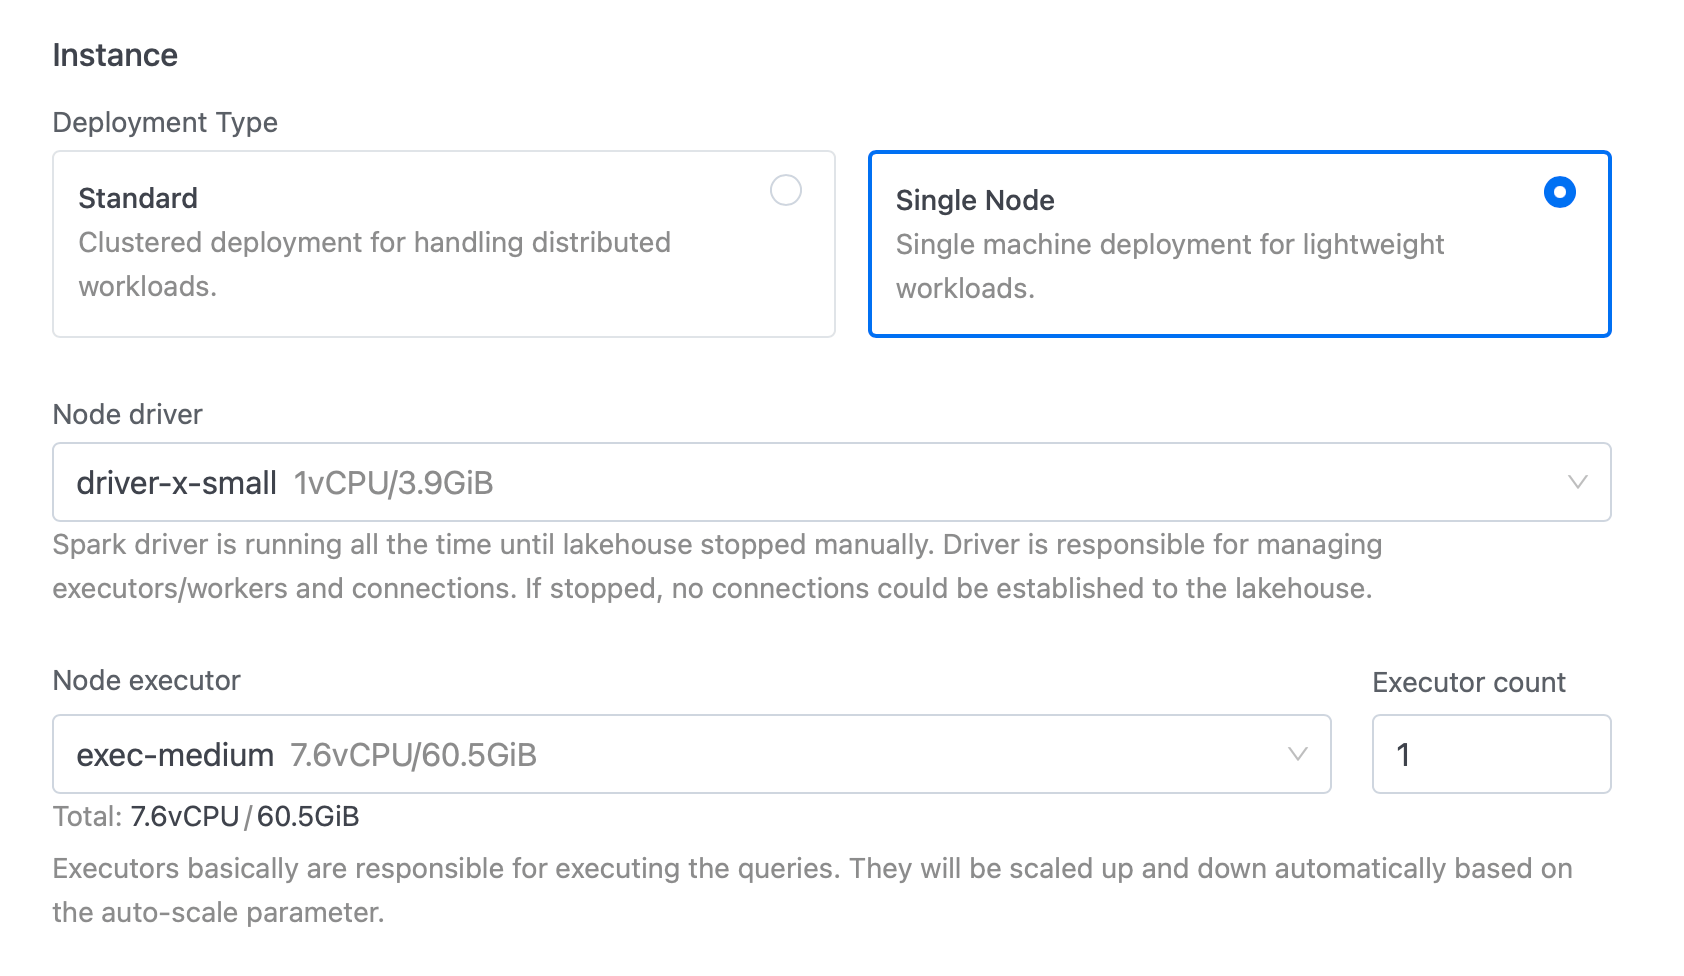 Instance
Deployment Type
Standard
Clustered deployment for handling distributed
workloads.
Single Node
Single machine deployment for lightweight
workloads.
Node driver
driver-x-small 1vCPU/3.9GiB
Spark driver is running all the time until lakehouse stopped manually. Driver is responsible for managing
executors/workers and connections. If stopped, no connections could be established to the lakehouse.
Node executor
exec-medium 7.6vCPU/60.5GiB
Executor count
1
Total: 7.6vCPU/60.5GiB
Executors basically are responsible for executing the queries. They will be scaled up and down automatically based on
the auto-scale parameter.